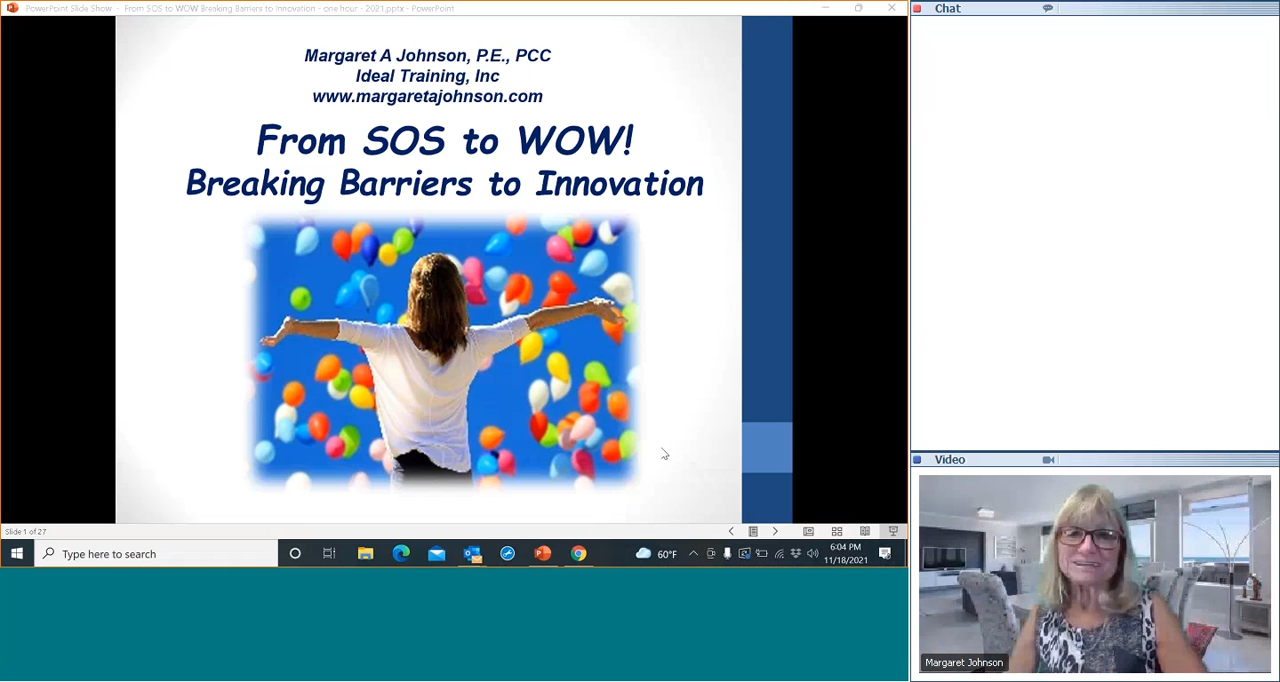 PowerPoint Slide Show - From SOS to WOW Breaking Barriers to Innovation - one hour - 2021.pptx - PowerPoint
Margaret A Johnson, P.E., PCC
Ideal Training, Inc
www.margaretajohnson.com
From SOS to WOW!
Breaking Barriers to Innovation
Slide 1 of 27
Type here to search
60°F
6:04 PM
11/18/2021
Chat
Video
Margaret Johnson